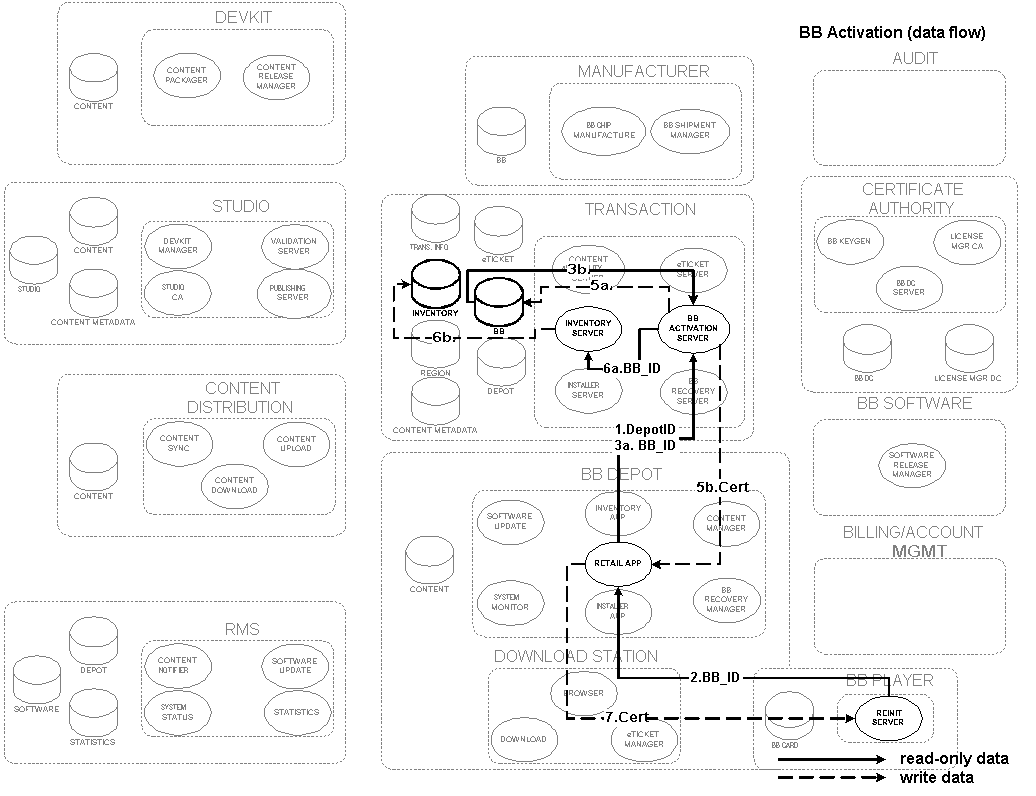 BB Activation (data flow)
DEVKIT
CONTENT
PACKAGER
CONTENT
RELEASE
MANAGER
CONTENT
MANUFACTURER
BB CHIP
MANUFACTURE
BB SHIPMENT
MANAGER
BB
AUDIT
STUDIO
CONTENT
DEVKIT
MANAGER
VALIDATION
SERVER
STUDIO
STUDIO
CA
PUBLISHING
SERVER
CONTENT METADATA
TRANSACTION
TRANS. INFO
eTICKET
CONTENT
eTICKET
SERVER
3b.
5a.
INVENTORY
BB
INVENTORY
SERVER
BB
ACTIVATION
SERVER
6b.
6a.BB_ID
REGION
DEPOT
INSTALLER
SERVER
BB
RECOVERY
SERVER
CONTENT METADATA
1.DepotID
3a. BB_ID
CERTIFICATE
AUTHORITY
BB KEYGEN
LICENSE
MGR CA
BB DC
SERVER
BB DC
LICENSE MGR DC
CONTENT
DISTRIBUTION
CONTENT
SYNC
CONTENT
UPLOAD
CONTENT
DOWNLOAD
CONTENT
BB DEPOT
5b.Cert
SOFTWARE
UPDATE
INVENTORY
APP
CONTENT
MANAGER
RETAIL APP
CONTENT
SYSTEM
MONITOR
INSTALLER
APP
BB
RECOVERY
MANAGER
BB SOFTWARE
SOFTWARE
RELEASE
MANAGER
BILLING/ACCOUNT
MGMT
RMS
DEPOT
CONTENT
NOTIFIER
SOFTWARE
UPDATE
SOFTWARE
SYSTEM
STATUS
STATISTICS
STATISTICS
DOWNLOAD STATION
2.BB_ID
BROWSER
7.Cert
DOWNLOAD
eTICKET
MANAGER
BB PLAYER
REINIT
SERVER
BB CARD
read-only data
write data